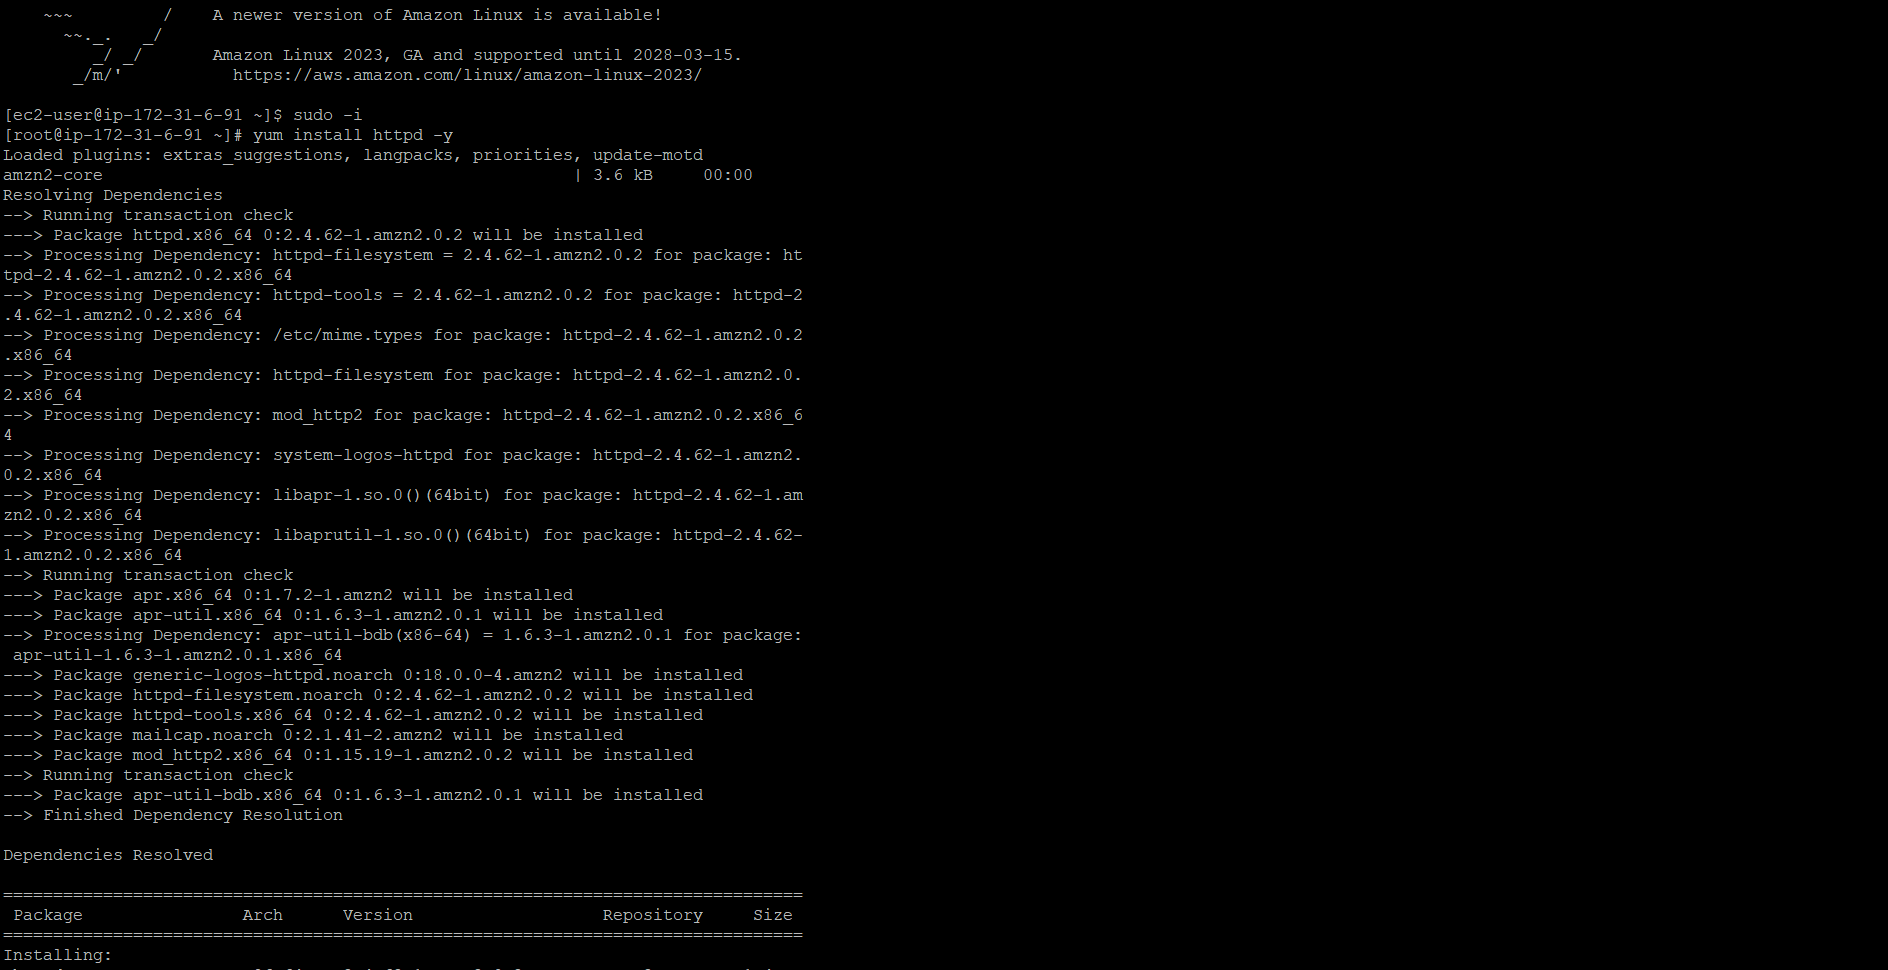 ~~~         /    A newer version of Amazon Linux is available!
~~._.   _/
_/ _/       Amazon Linux 2023, GA and supported until 2028-03-15.
_/m/'           https://aws.amazon.com/linux/amazon-linux-2023/
[ec2-user@ip-172-31-6-91 ~]$ sudo -i
[root@ip-172-31-6-91 ~]# yum install httpd -y
Loaded plugins: extras_suggestions, langpacks, priorities, update-motd
amzn2-core                                               | 3.6 kB     00:00
Resolving Dependencies
--> Running transaction check
---> Package httpd.x86_64 0:2.4.62-1.amzn2.0.2 will be installed
--> Processing Dependency: httpd-filesystem = 2.4.62-1.amzn2.0.2 for package: ht
tpd-2.4.62-1.amzn2.0.2.x86_64
--> Processing Dependency: httpd-tools = 2.4.62-1.amzn2.0.2 for package: httpd-2
.4.62-1.amzn2.0.2.x86_64
--> Processing Dependency: /etc/mime.types for package: httpd-2.4.62-1.amzn2.0.2
.x86_64
--> Processing Dependency: httpd-filesystem for package: httpd-2.4.62-1.amzn2.0.
2.x86_64
--> Processing Dependency: mod_http2 for package: httpd-2.4.62-1.amzn2.0.2.x86_6
4
--> Processing Dependency: system-logos-httpd for package: httpd-2.4.62-1.amzn2.
0.2.x86_64
--> Processing Dependency: libapr-1.so.0()(64bit) for package: httpd-2.4.62-1.am
zn2.0.2.x86_64
--> Processing Dependency: libaprutil-1.so.0()(64bit) for package: httpd-2.4.62-
1.amzn2.0.2.x86_64
--> Running transaction check
---> Package apr.x86_64 0:1.7.2-1.amzn2 will be installed
---> Package apr-util.x86_64 0:1.6.3-1.amzn2.0.1 will be installed
--> Processing Dependency: apr-util-bdb(x86-64) = 1.6.3-1.amzn2.0.1 for package:
apr-util-1.6.3-1.amzn2.0.1.x86_64
---> Package generic-logos-httpd.noarch 0:18.0.0-4.amzn2 will be installed
---> Package httpd-filesystem.noarch 0:2.4.62-1.amzn2.0.2 will be installed
---> Package httpd-tools.x86_64 0:2.4.62-1.amzn2.0.2 will be installed
---> Package mailcap.noarch 0:2.1.41-2.amzn2 will be installed
---> Package mod_http2.x86_64 0:1.15.19-1.amzn2.0.2 will be installed
--> Running transaction check
---> Package apr-util-bdb.x86_64 0:1.6.3-1.amzn2.0.1 will be installed
--> Finished Dependency Resolution
Dependencies Resolved
================================================================================
Package                Arch      Version                   Repository     Size
================================================================================
Installing: